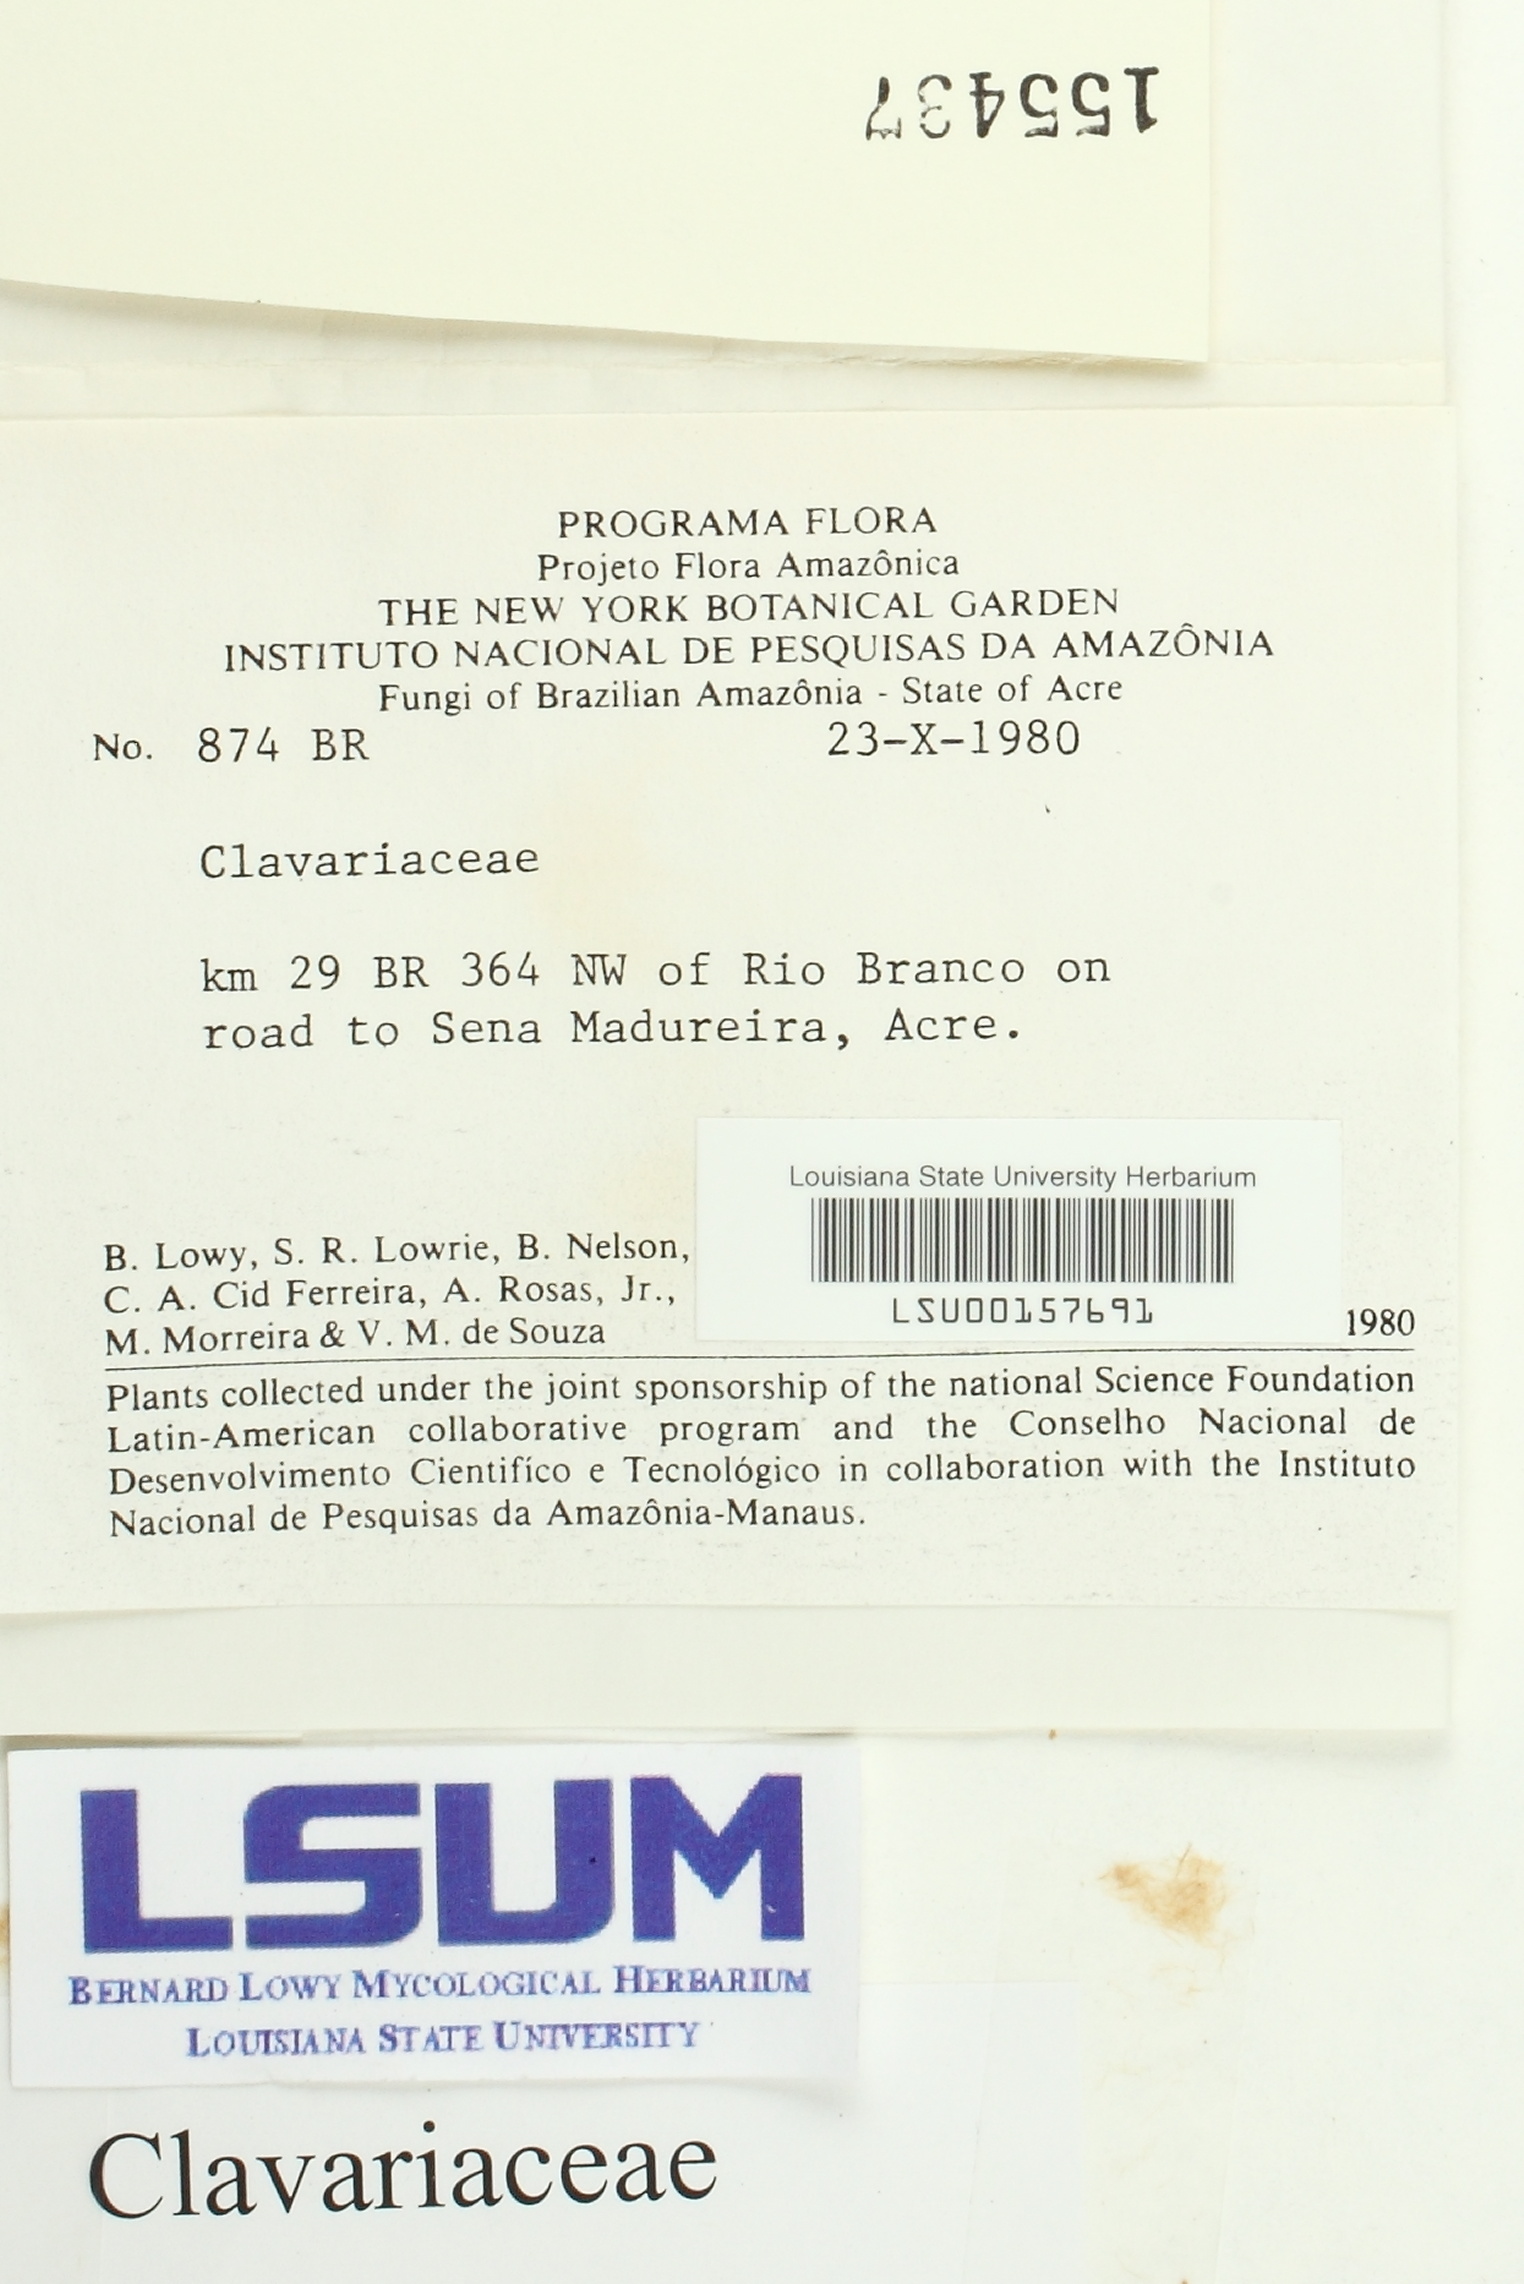 155437
PROGRAMA FLORA
Projeto Flora Amazônica
THE NEW YORK BOTANICAL GARDEN
INSTITUTO NACIONAL DE PESQUISAS DA AMAZÔNIA
Fungi of Brazilian Amazônia - State of Acre
No. 874 BR 23-X-1980
Clavariaceae
km 29 BR 364 NW of Rio Branco on
road to Sena Madureira, Acre.
Louisiana State University Herbarium
LSU00157691
B. Lowy, S. R. Lowrie, B. Nelson,
C. A. Cid Ferreira, A. Rosas, Jr.,
M. Morreira & V. M. de Souza 1980
Plants collected under the joint sponsorship of the national Science Foundation
Latin-American collaborative program and the Conselho Nacional de
Desenvolvimento Cientifíco e Tecnológico in collaboration with the Instituto
Nacional de Pesquisas da Amazônia-Manaus.
LSUM
BERNARD LOWY MYCOLOGICAL HERBARIUM
LOUISIANA STATE UNIVERSITY
Clavariaceae